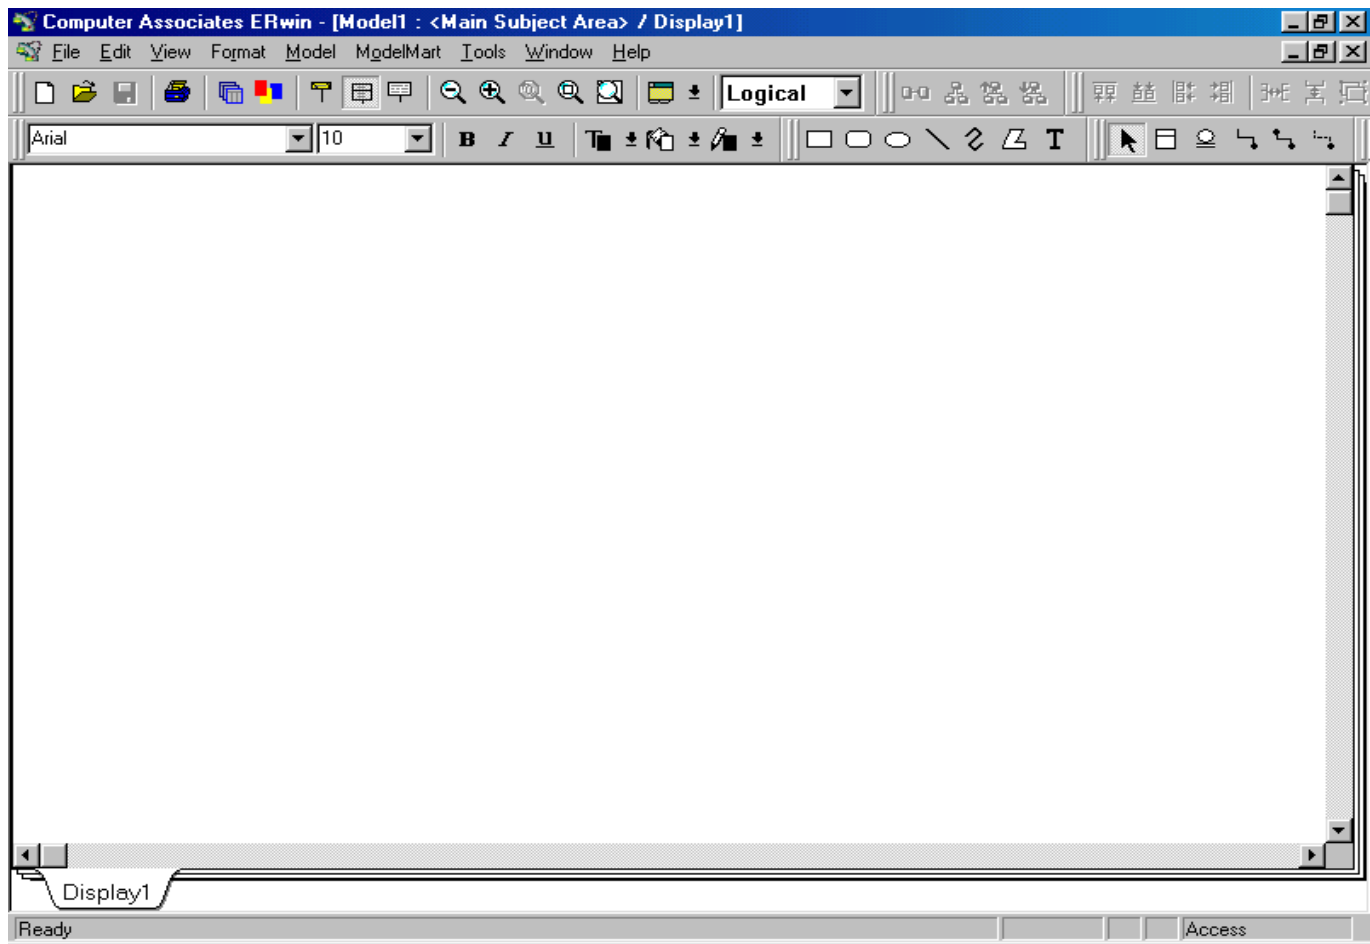 Computer Associates ERwin - [Model1 : <Main Subject Area> / Display1]
File Edit View Format Model ModelMart Tools Window Help
Logical
Arial 10 B I U T T
Display1
Ready Access